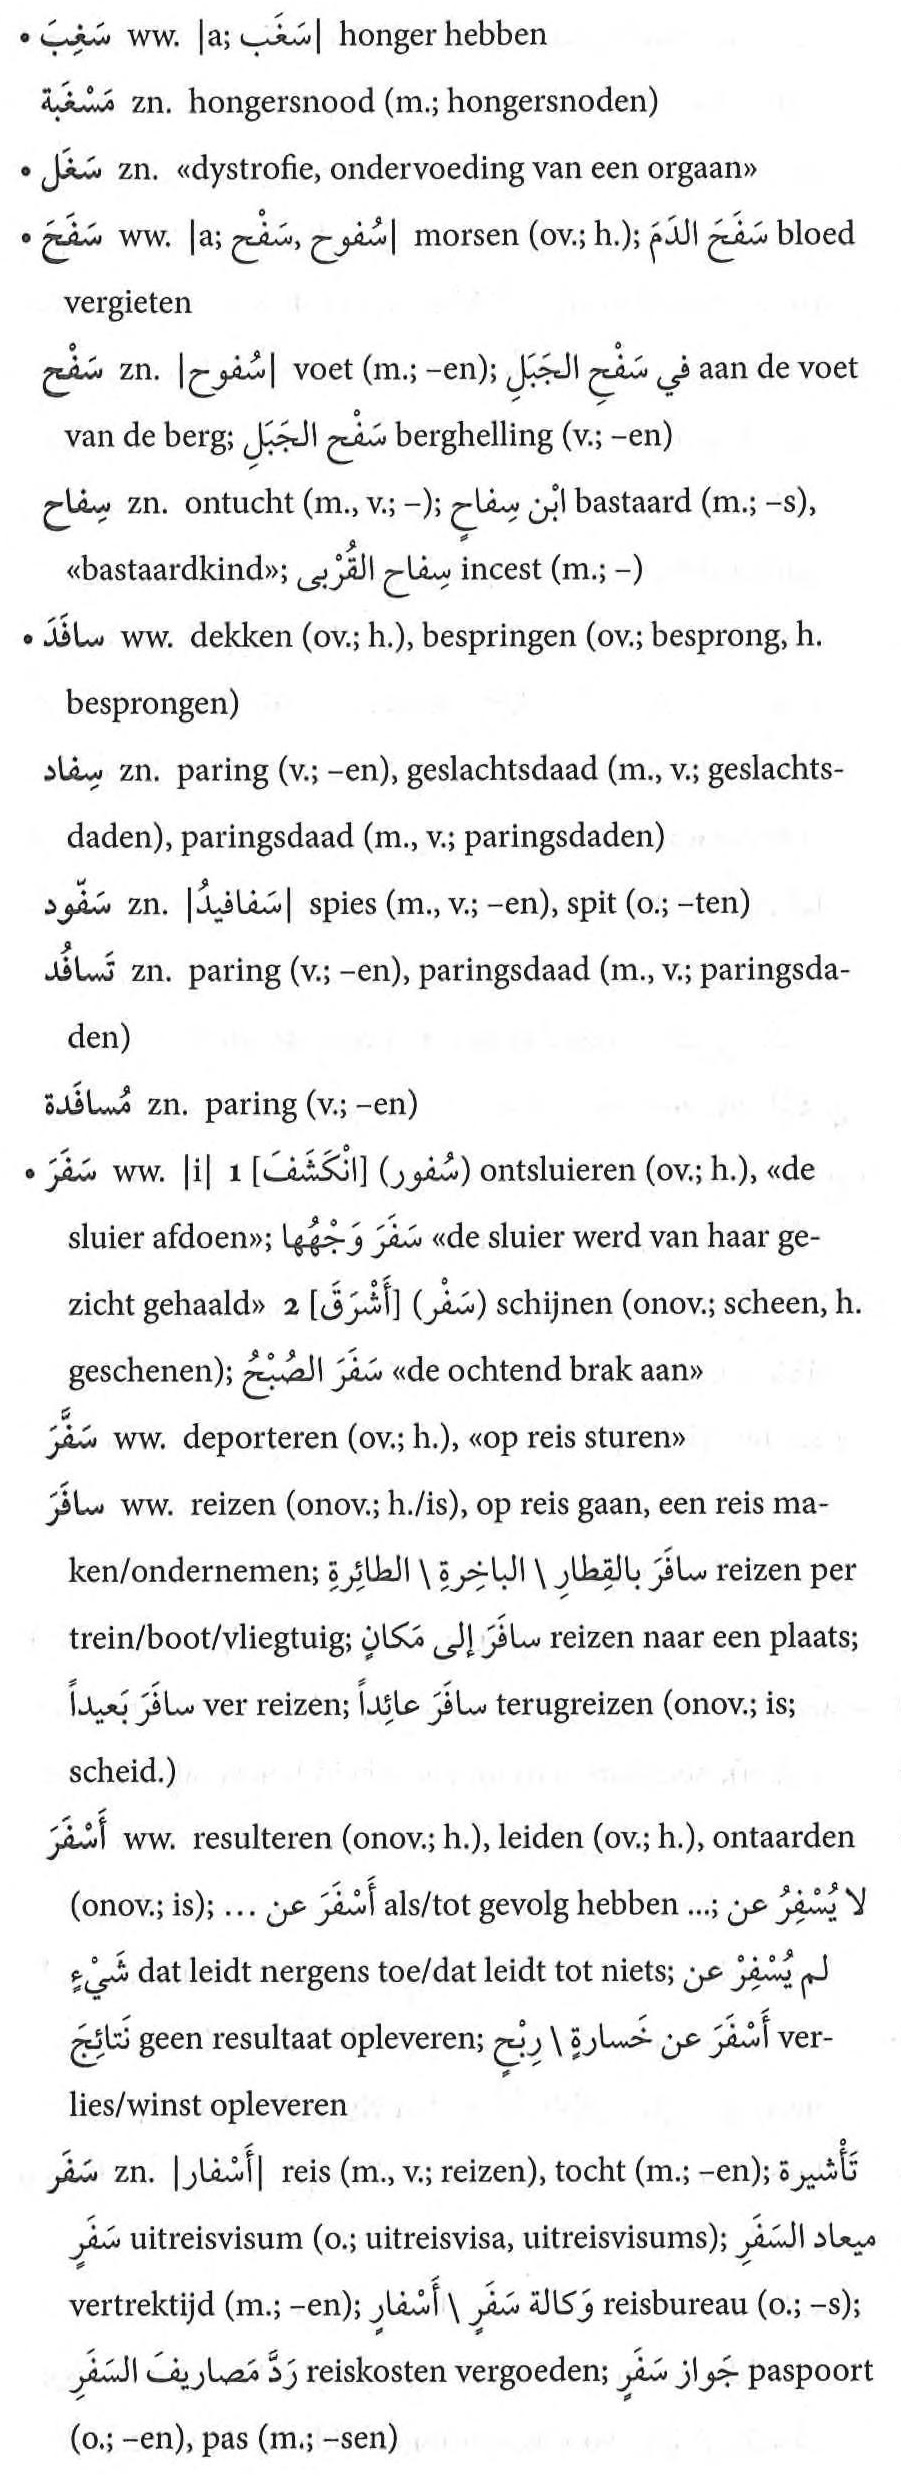 • سَغِبَ ww. |a; سَغَب| honger hebben
مَسْغَبة zn. hongersnood (m.; hongersnoden)
• سَغَل zn. «dystrofie, ondervoeding van een orgaan»
• سَفَحَ ww. |a; سُفوح, سَفْح| morsen (ov.; h.); سَفَحَ الدَمَ bloed
vergieten
سَفْح zn. |سُفوح| voet (m.; –en); في سَفْحِ الجَبَلِ aan de voet
van de berg; سَفْح الجَبَلِ berghelling (v.; –en)
سِفاح zn. ontucht (m., v.; –); اِبْن سِفاحٍ bastaard (m.; –s),
«bastaardkind»; سِفاح القُرْبى incest (m.; –)
• سافَدَ ww. dekken (ov.; h.), bespringen (ov.; besprong, h.
besprongen)
سِفاد zn. paring (v.; –en), geslachtsdaad (m., v.; geslachts-
daden), paringsdaad (m., v.; paringsdaden)
سَفّود zn. |سَفافيدُ| spies (m., v.; –en), spit (o.; –ten)
تَسافُد zn. paring (v.; –en), paringsdaad (m., v.; paringsda-
den)
مُسافَدة zn. paring (v.; –en)
• سَفَرَ ww. |i| 1 [اِنْكَشَفَ] (سُفور) ontsluieren (ov.; h.), «de
sluier afdoen»; سَفَرَ وَجْهُها «de sluier werd van haar ge-
zicht gehaald» 2 [أَشْرَقَ] (سَفْر) schijnen (onov.; scheen, h.
geschenen); سَفَرَ الصُبْحُ «de ochtend brak aan»
سَفَّرَ ww. deporteren (ov.; h.), «op reis sturen»
سافَرَ ww. reizen (onov.; h./is), op reis gaan, een reis ma-
ken/ondernemen; سافَرَ بالقِطارِ \ الباخِرةِ \ الطائِرةِ reizen per
trein/boot/vliegtuig; سافَرَ إلى مَكانٍ reizen naar een plaats;
سافَرَ بَعيداً ver reizen; سافَرَ عائِداً terugreizen (onov.; is;
scheid.)
أَسْفَرَ ww. resulteren (onov.; h.), leiden (ov.; h.), ontaarden
(onov.; is); أَسْفَرَ عن ... als/tot gevolg hebben ...; لا يُسْفِرُ عن
شَيْءٍ dat leidt nergens toe/dat leidt tot niets; لم يُسْفِرْ عن
نَتائِجَ geen resultaat opleveren; أَسْفَرَ عن خَسارةٍ \ رِبْحٍ ver-
lies/winst opleveren
سَفَر zn. |أَسْفار| reis (m., v.; reizen), tocht (m.; –en); تَأْشيرة
سَفَرٍ uitreisvisum (o.; uitreisvisa, uitreisvisums); ميعاد السَفَرِ
vertrektijd (m.; –en); وَكالة سَفَرٍ \ أَسْفارٍ reisbureau (o.; –s);
رَدَّ مَصاريفَ السَفَرِ reiskosten vergoeden; جَواز سَفَرٍ paspoort
(o.; –en), pas (m.; –sen)